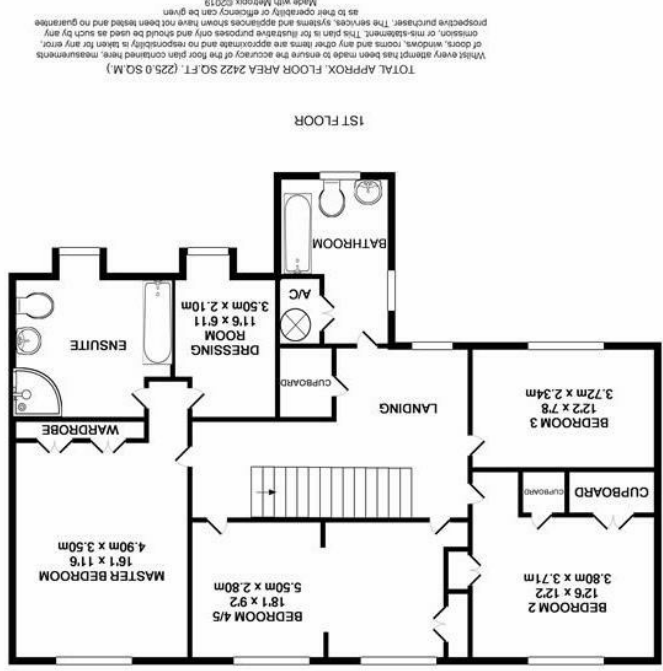 BEDROOM 2
12'6 x 12'2
3.80m x 3.71m
BEDROOM 4/5
18'1 x 9'2
5.50m x 2.80m
MASTER BEDROOM
16'1 x 11'6
4.90m x 3.50m
CUPBOARD
CUPBOARD
WARDROBE
BEDROOM 3
12'2 x 7'8
3.72m x 2.34m
LANDING
CUPBOARD
DRESSING
ROOM
11'6 x 6'11
3.50m x 2.10m
ENSUITE
A/C
BATHROOM
1ST FLOOR
TOTAL APPROX. FLOOR AREA 2422 SQ.FT. (225.0 SQ.M.)
Whilst every attempt has been made to ensure the accuracy of the floor plan contained here, measurements
of doors, windows, rooms and any other items are approximate and no responsibility is taken for any error,
omission, or mis-statement. This plan is for illustrative purposes only and should be used as such by any
prospective purchaser. The services, systems and appliances shown have not been tested and no guarantee
as to their operability or efficiency can be given
Made with Metropix ©2019